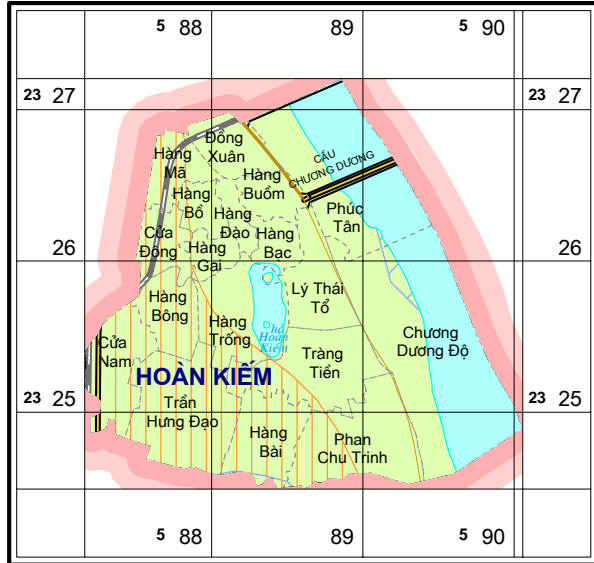 5 88
89
5 90
23 27
23 27
Đông
Xuân
CẦU
CHƯƠNG DƯƠNG
Hàng
Mã
Hàng
Buồm
Hàng
Bồ
Phúc
Tân
Hàng
Đào
Cửa
Đông
Hàng
Bạc
Hàng
Gai
26
26
Lý Thái
Tổ
Hàng
Bông
Hàng
Trống
hồ
Hoàn
Kiếm
Chương
Dương Độ
Cửa
Nam
Tràng
Tiền
HOÀN KIẾM
23 25
23 25
Trần
Hưng Đạo
Hàng
Bài
Phan
Chu Trinh
5 88
89
5 90